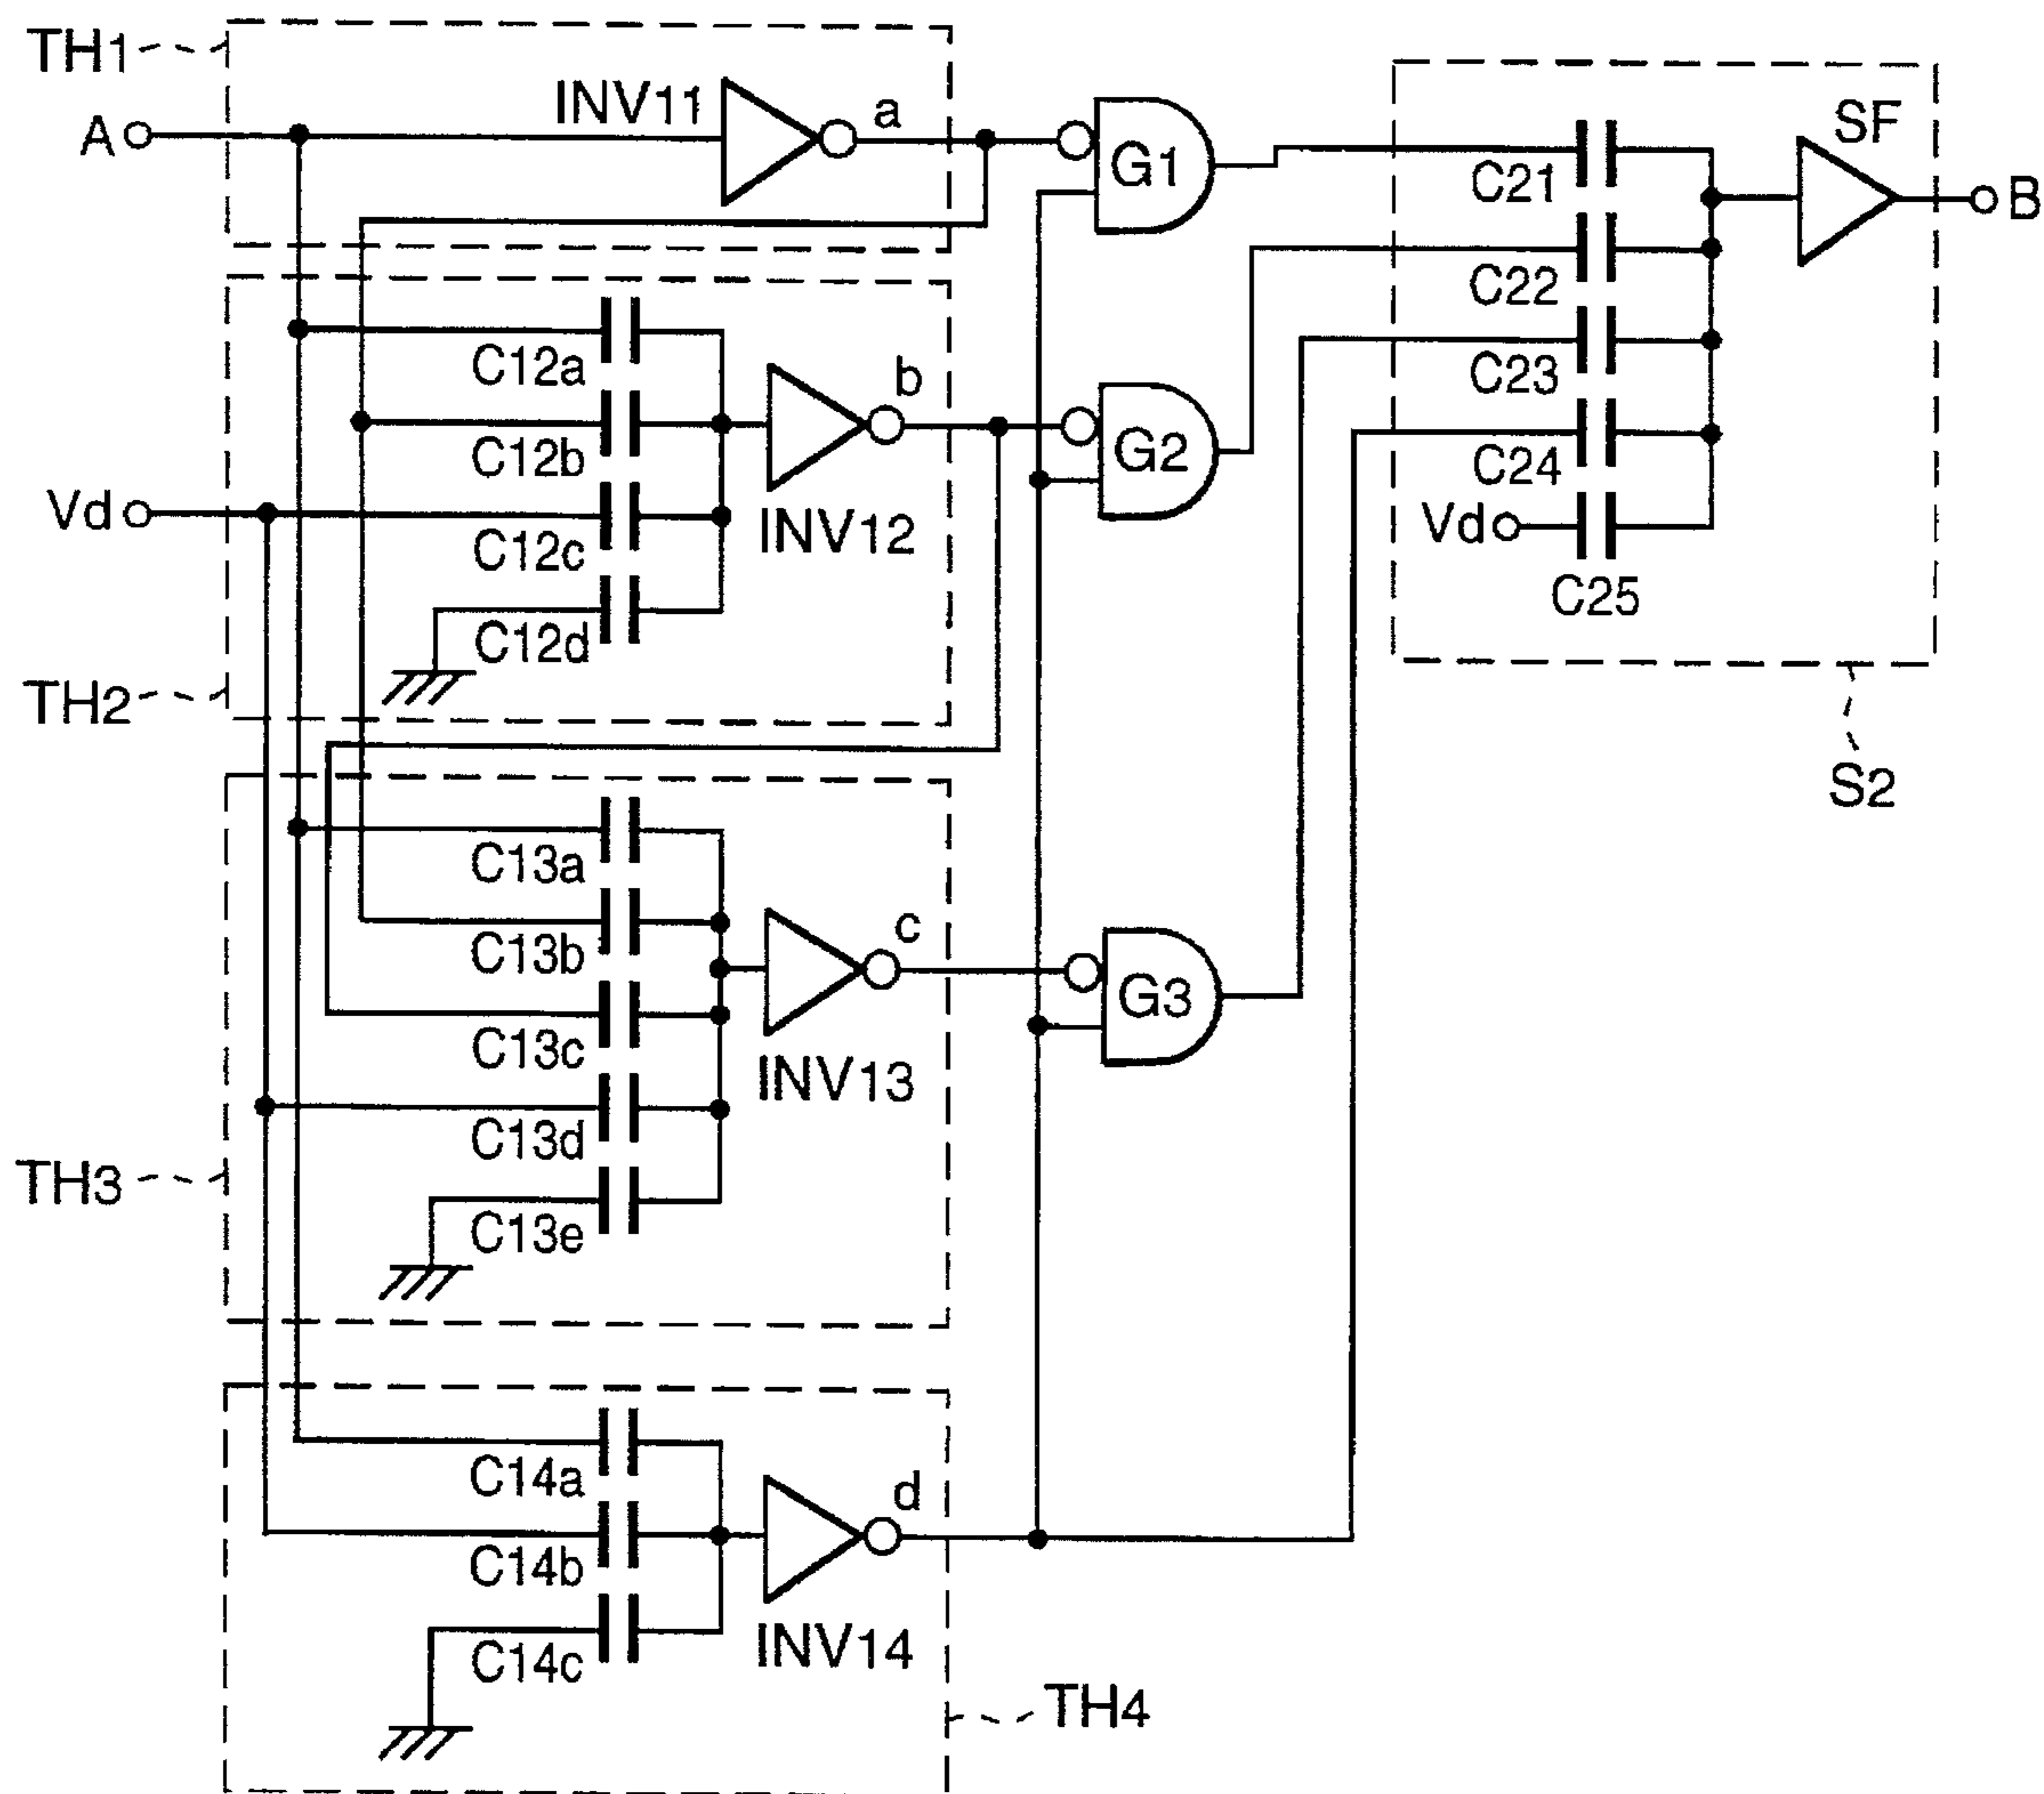 TH1
A
INV11
a
G1
C21
SF
B
C22
C12a
b
C23
C12b
G2
C24
Vd
C12c
INV12
Vd
C12d
C25
TH2
S2
C13a
C13b
c
G3
C13c
INV13
C13d
TH3
C13e
C14a
d
C14b
C14c
INV14
TH4